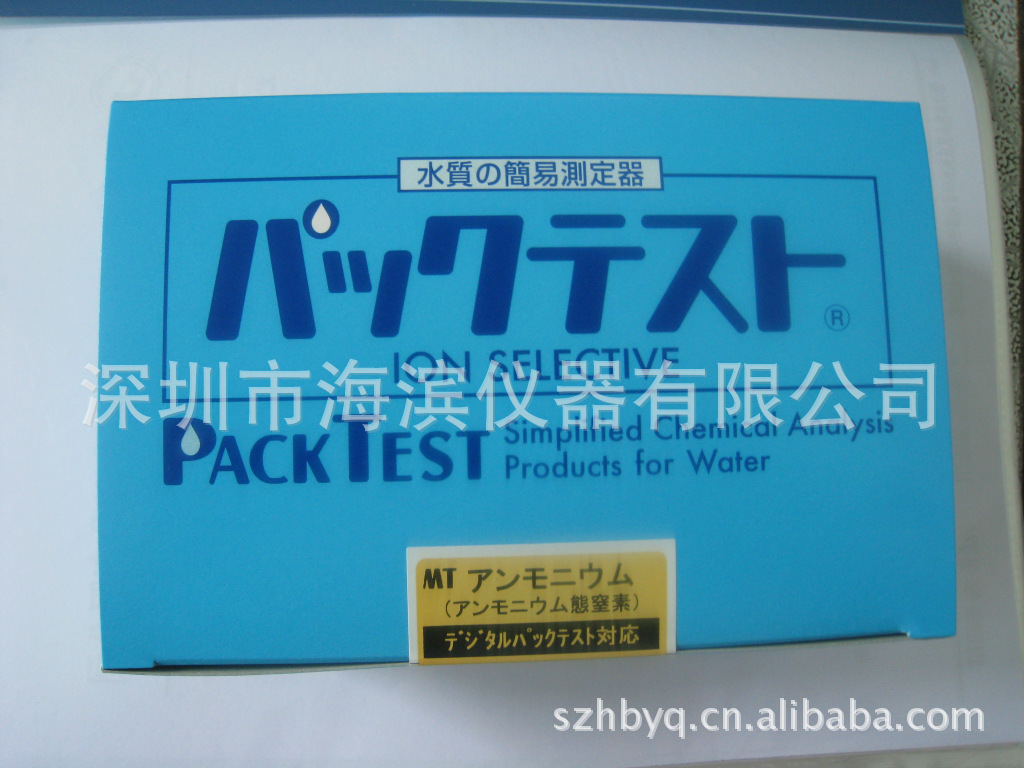 水質の簡易測定器
パックテスト®
ION SELECTIVE
深圳市海滨仪器有限公司
PACK TEST Simplified Chemical Analysis
Products for Water
MT アンモニウム
(アンモニウム態窒素)
デジタルパックテスト対応
szhbyq.cn.alibaba.com